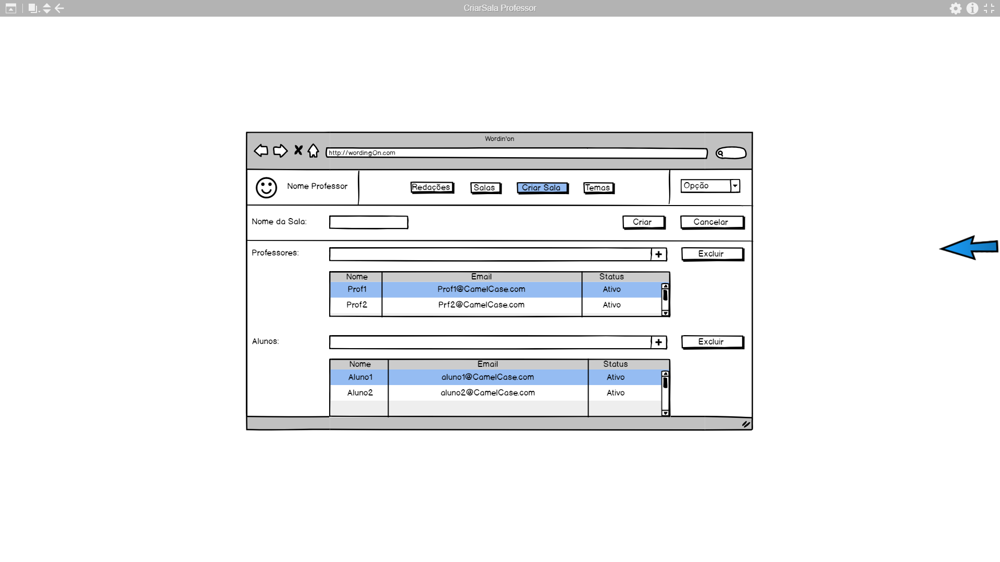 CriarSala Professor
Wordin'on
http://wordingOn.com
Nome Professor
Redações
Salas
Criar Sala
Temas
Opção
Nome da Sala:
Criar
Cancelar
Professores:
Excluir
Nome Email Status
Prof1 Prof1@CamelCase.com Ativo
Prof2 Prf2@CamelCase.com Ativo
Alunos:
Excluir
Nome Email Status
Aluno1 aluno1@CamelCase.com Ativo
Aluno2 aluno2@CamelCase.com Ativo